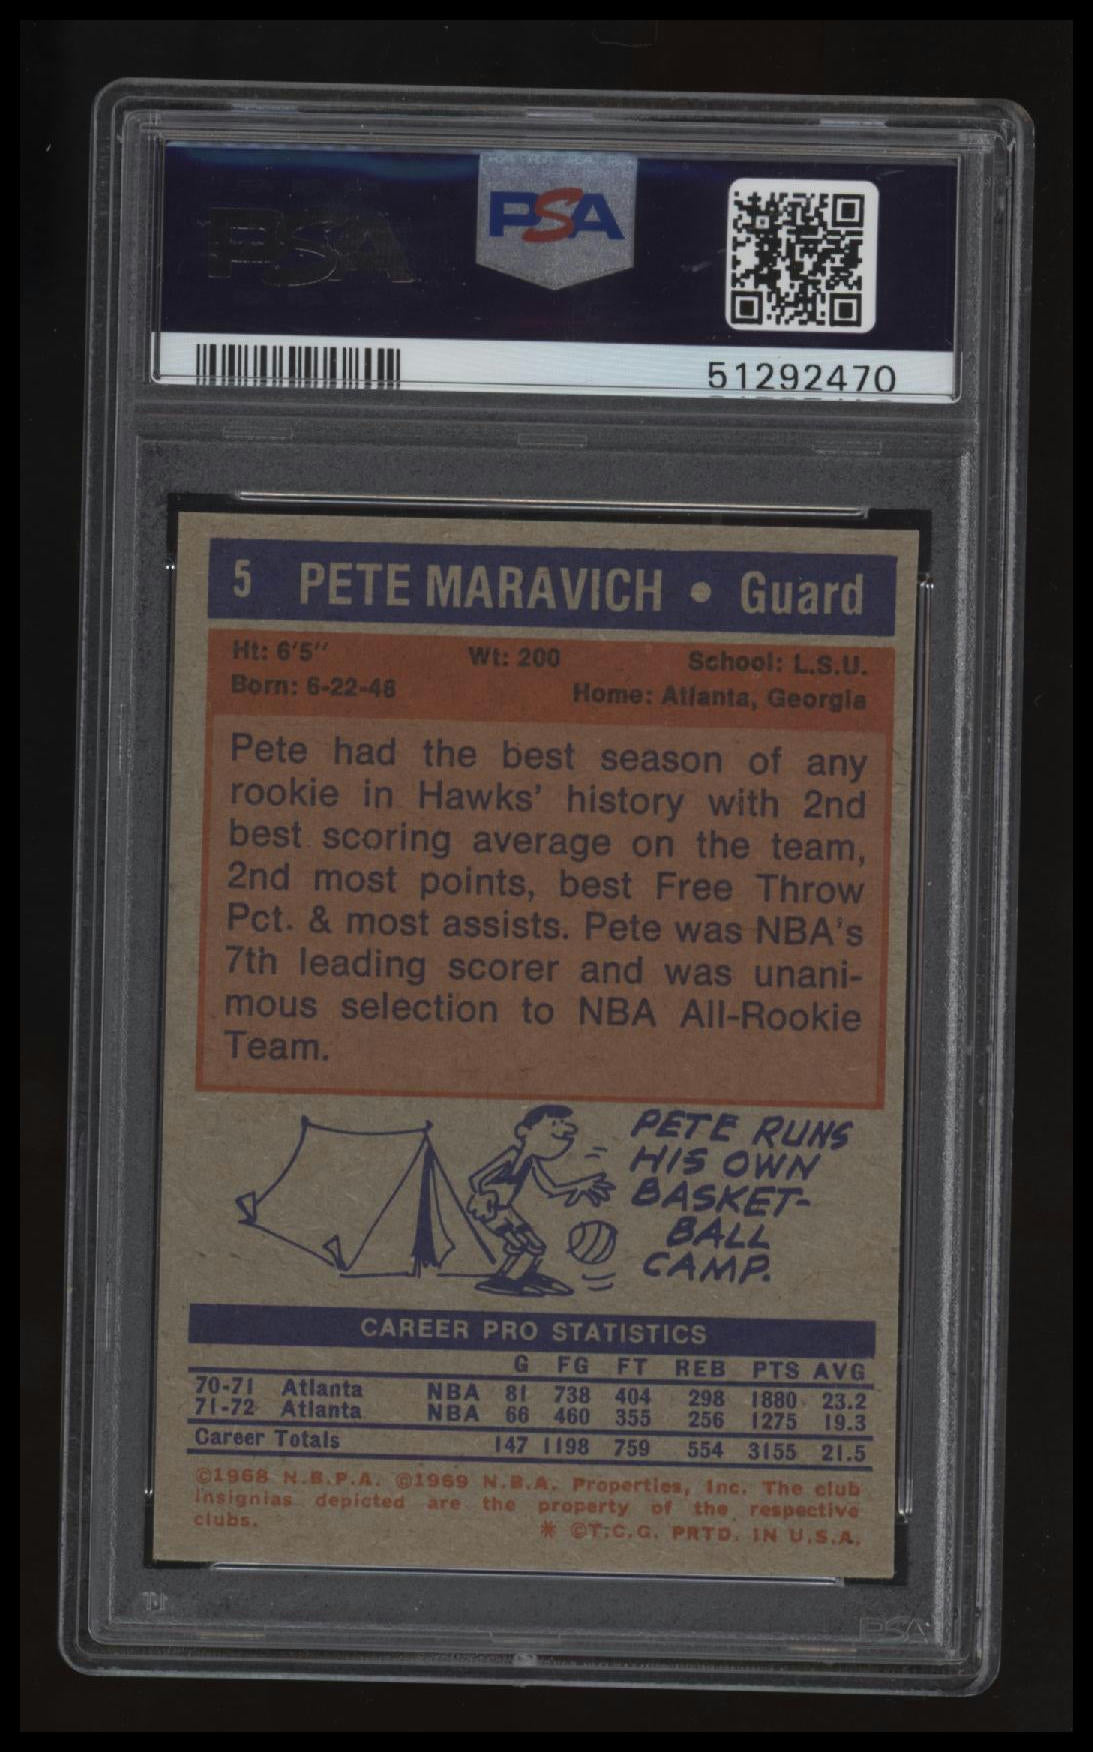 PSA
PSA
51292470
5 PETE MARAVICH • Guard
Ht: 6'5" Wt: 200 School: L.S.U.
Born: 6-22-48 Home: Atlanta, Georgia
Pete had the best season of any
rookie in Hawks' history with 2nd
best scoring average on the team,
2nd most points, best Free Throw
Pct. & most assists. Pete was NBA's
7th leading scorer and was unani-
mous selection to NBA All-Rookie
Team.
PETE RUNS
HIS OWN
BASKET-
BALL
CAMP.
CAREER PRO STATISTICS
G FG FT REB PTS AVG
70-71 Atlanta NBA 81 738 404 298 1880 23.2
71-72 Atlanta NBA 66 460 355 256 1275 19.3
Career Totals 147 1198 759 554 3155 21.5
©1968 N.B.P.A. ©1969 N.B.A. Properties, Inc. The club
insignias depicted are the property of the respective
clubs. * ©T.C.G. PRTD. IN U.S.A.
PSA